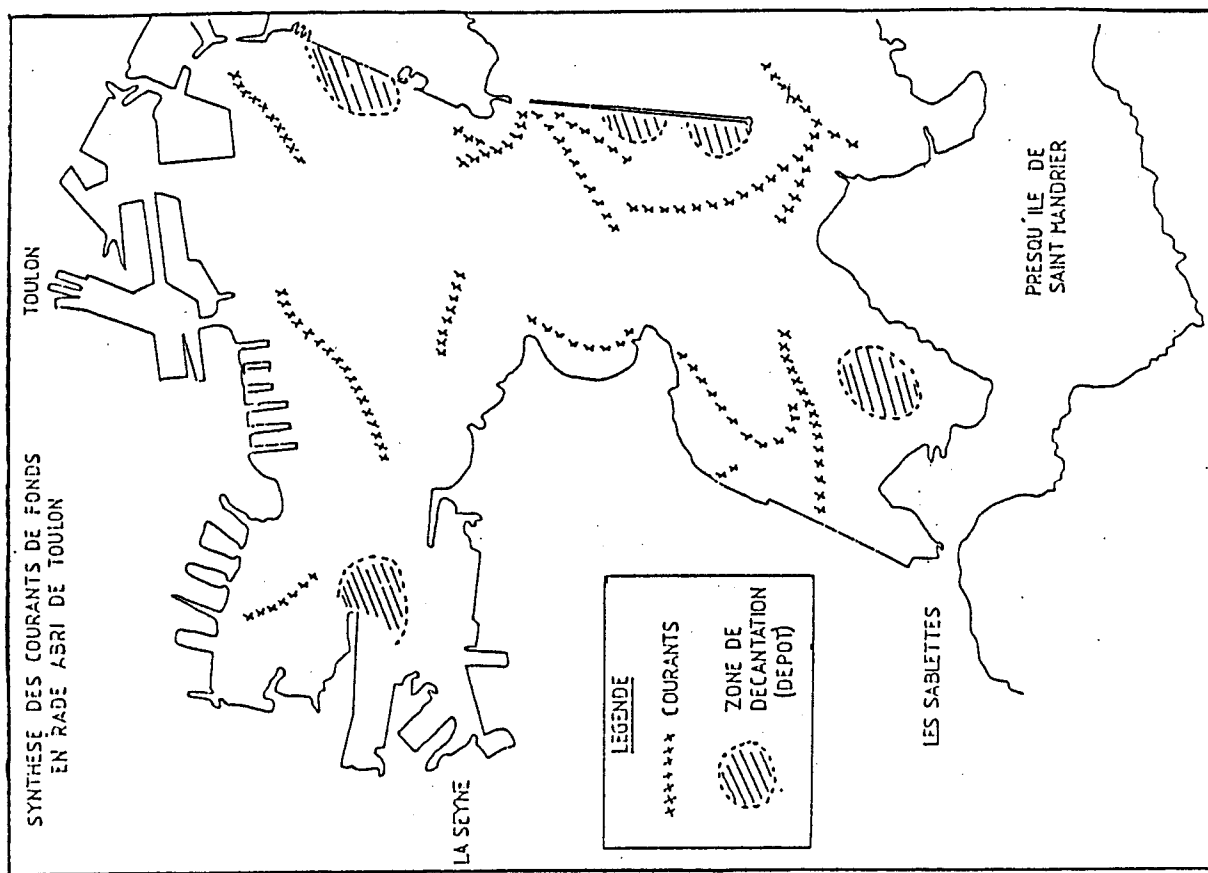 SYNTHESE DES COURANTS DE FONDS
EN RADE ABRI DE TOULON
TOULON
LA SEYNE
LEGENDE
COURANTS
ZONE DE
DECANTATION
(DEPOT)
LES SABLETTES
PRESQU'ILE DE
SAINT MANDRIER